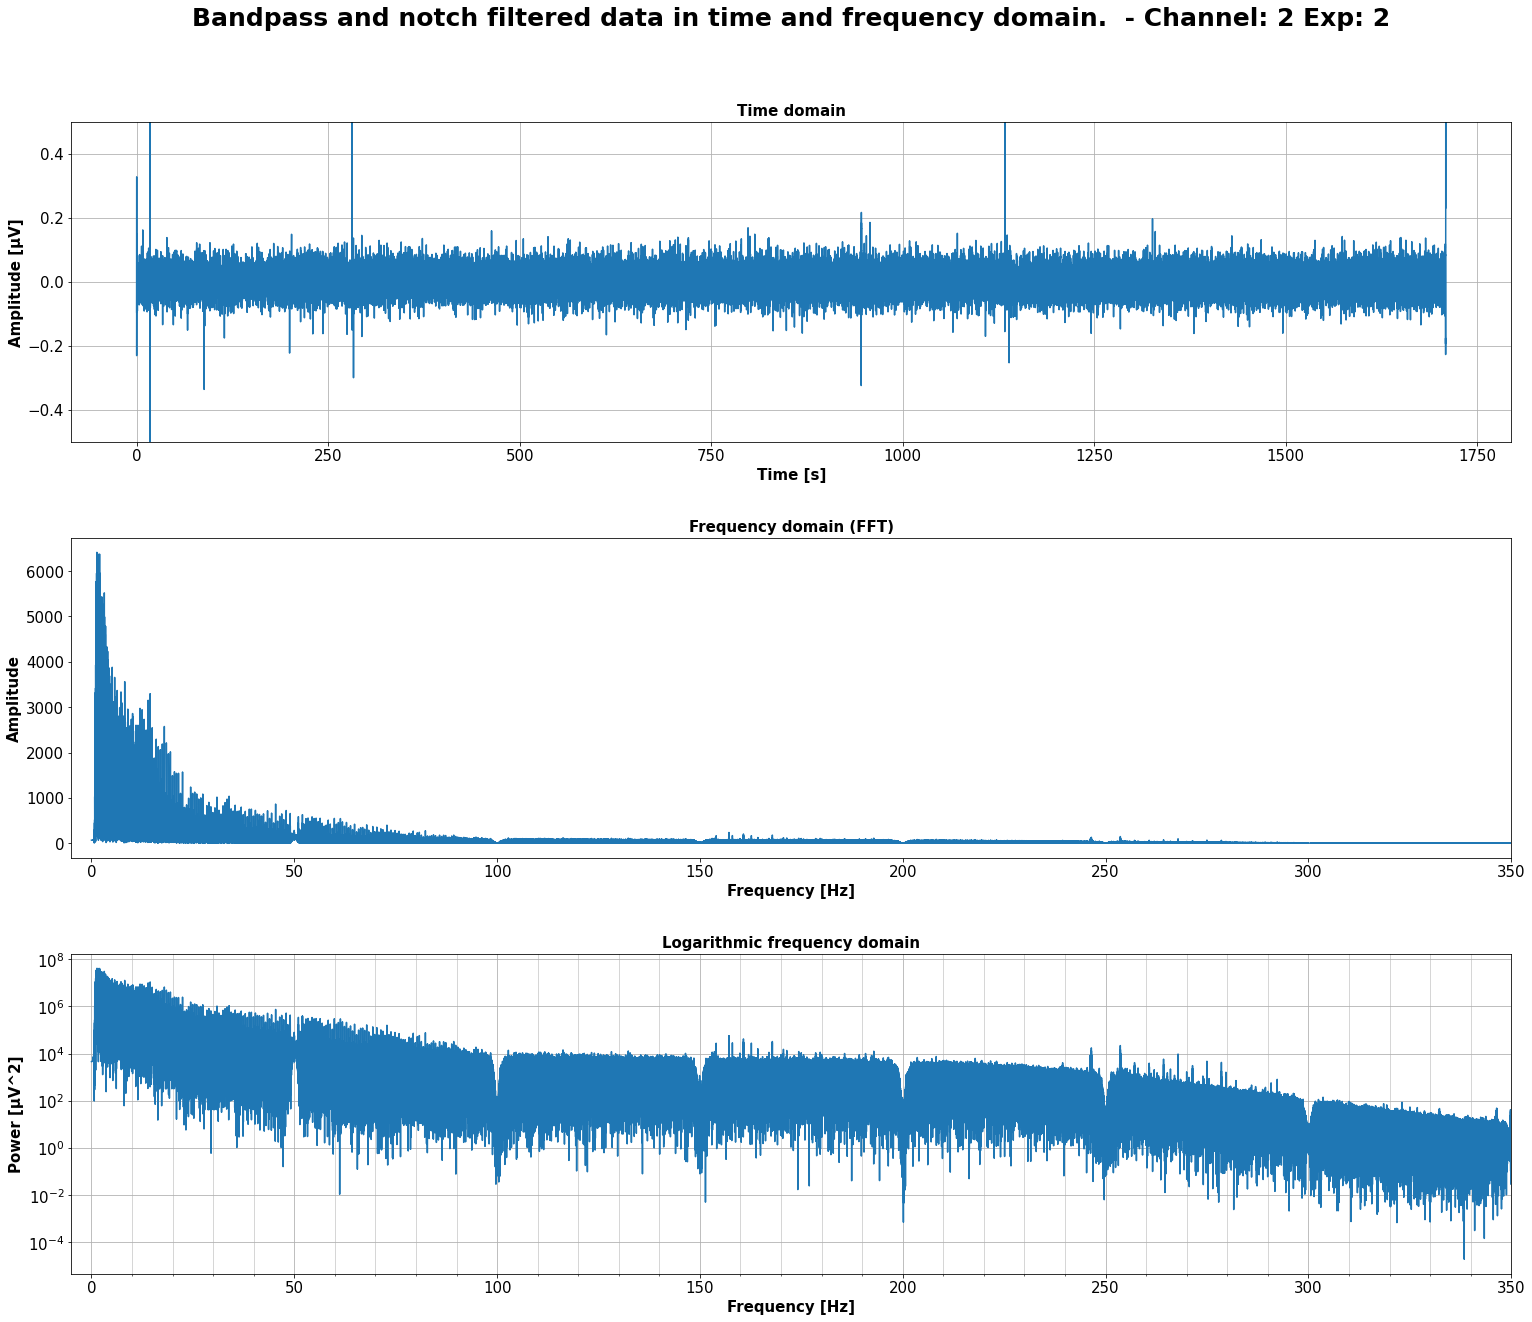 Bandpass and notch filtered data in time and frequency domain.  - Channel: 2 Exp: 2
Time domain
Amplitude [µV]
0.4
0.2
0.0
−0.2
−0.4
0 250 500 750 1000 1250 1500 1750
Time [s]
Frequency domain (FFT)
Amplitude
6000
5000
4000
3000
2000
1000
0
0 50 100 150 200 250 300 350
Frequency [Hz]
Logarithmic frequency domain
Power [µV^2]
10^8
10^6
10^4
10^2
10^0
10^−2
10^−4
0 50 100 150 200 250 300 350
Frequency [Hz]